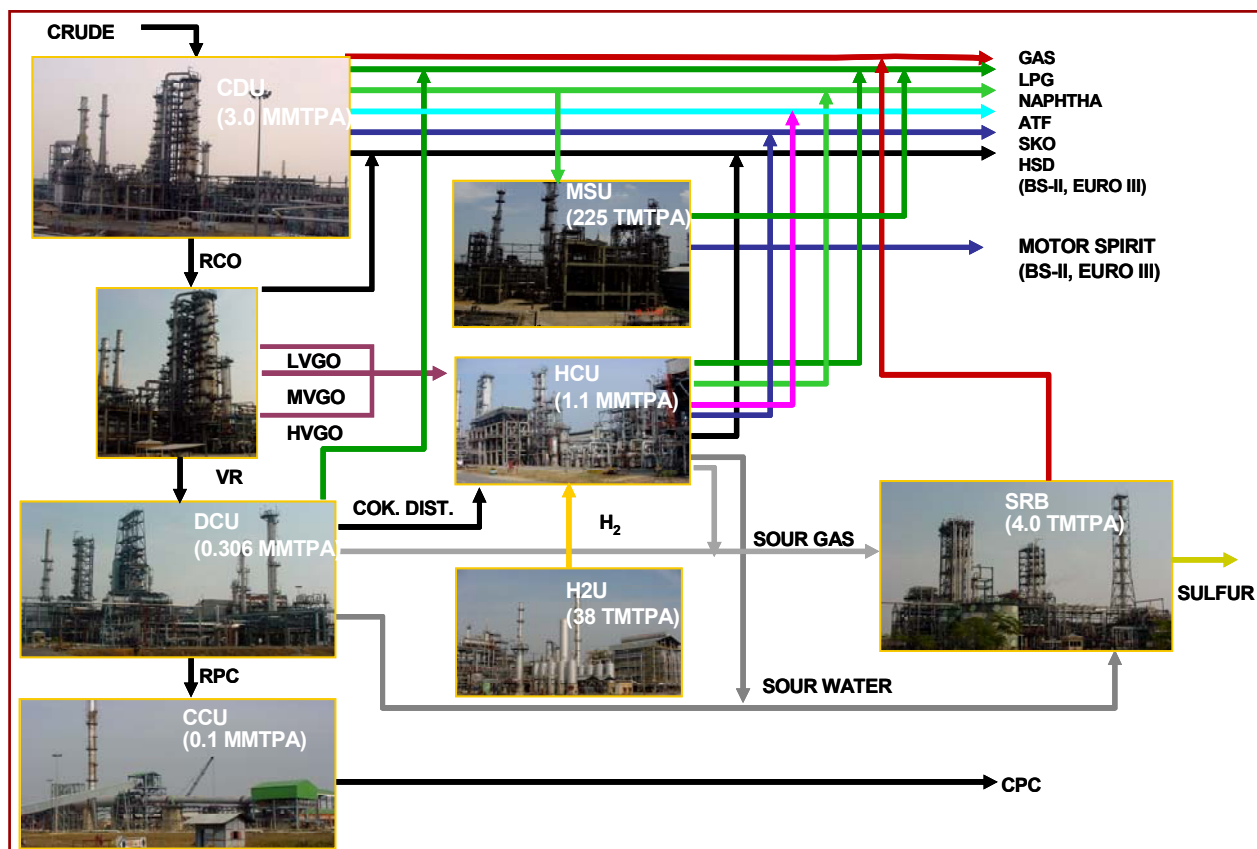 CRUDE
CDU
(3.0 MMTPA)
GAS
LPG
NAPHTHA
ATF
SKO
HSD
(BS-II, EURO III)
MSU
(225 TMTPA)
MOTOR SPIRIT
(BS-II, EURO III)
RCO
LVGO
MVGO
HVGO
HCU
(1.1 MMTPA)
VR
DCU
(0.306 MMTPA)
COK. DIST.
H2
SOUR GAS
SRB
(4.0 TMTPA)
SULFUR
H2U
(38 TMTPA)
RPC
SOUR WATER
CCU
(0.1 MMTPA)
CPC